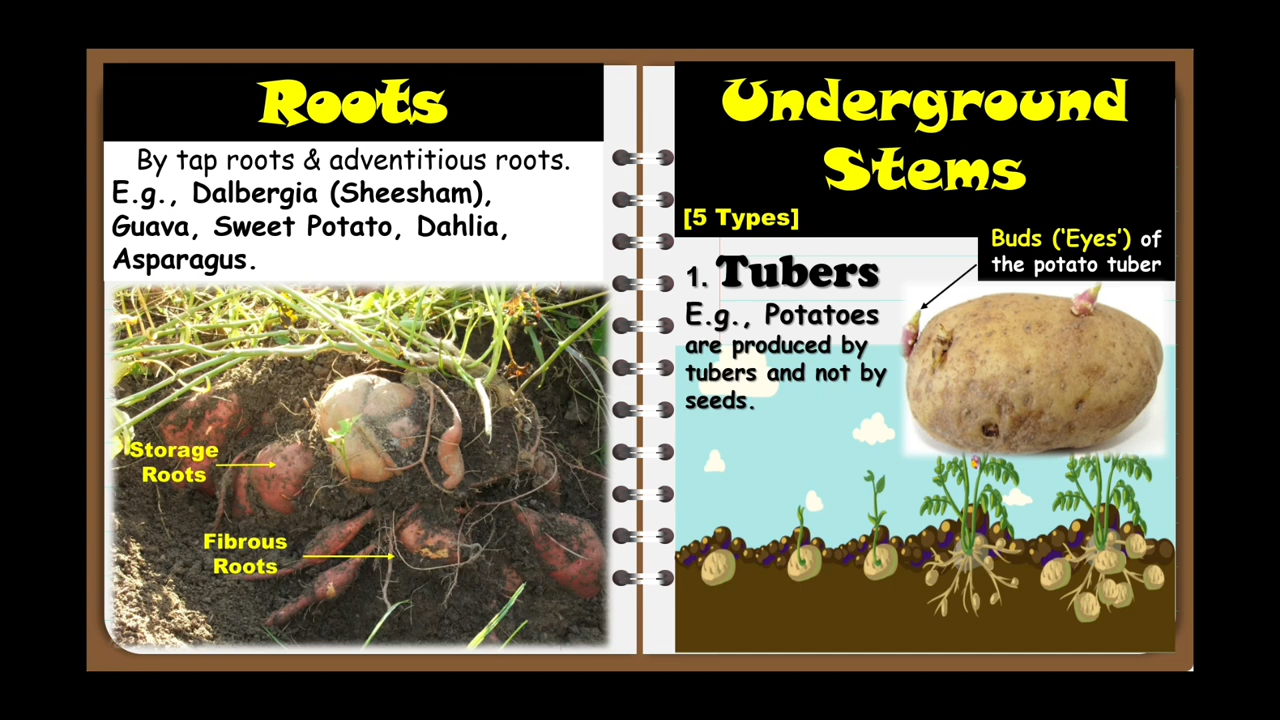 Roots
By tap roots & adventitious roots.
E.g., Dalbergia (Sheesham),
Guava, Sweet Potato, Dahlia,
Asparagus.
Storage
Roots
Fibrous
Roots
Underground
Stems
[5 Types]
Buds (‘Eyes’) of
the potato tuber
1. Tubers
E.g., Potatoes
are produced by
tubers and not by
seeds.